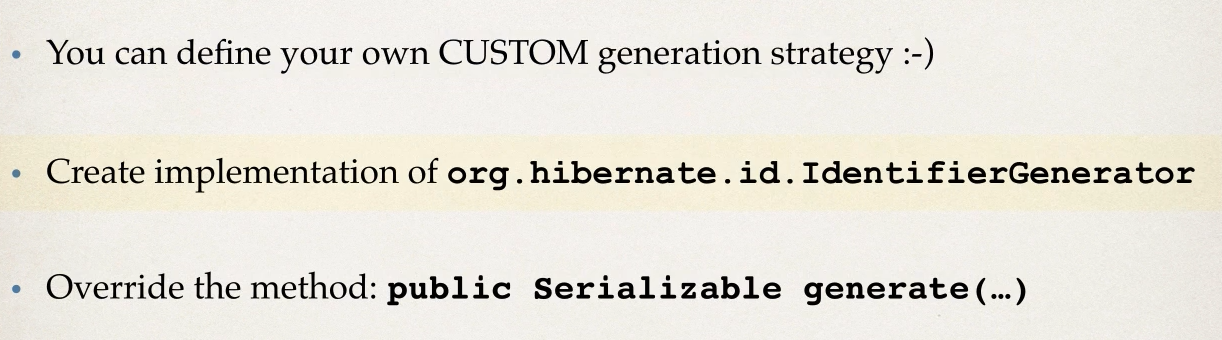 • You can define your own CUSTOM generation strategy :-)
• Create implementation of org.hibernate.id.IdentifierGenerator
• Override the method: public Serializable generate(…)